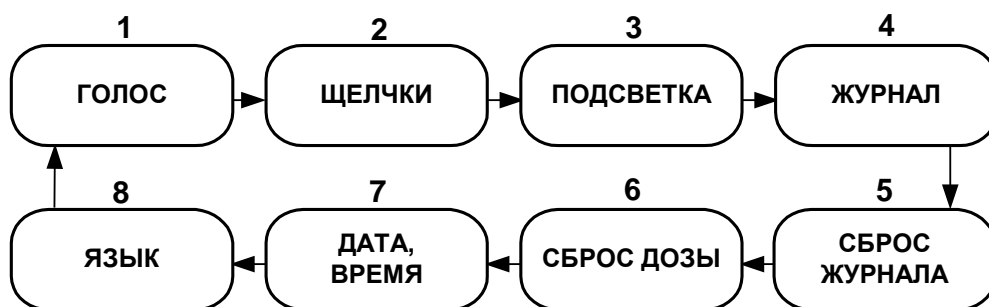 1
ГОЛОС
2
ЩЕЛЧКИ
3
ПОДСВЕТКА
4
ЖУРНАЛ
5
СБРОС
ЖУРНАЛА
6
СБРОС ДОЗЫ
7
ДАТА,
ВРЕМЯ
8
ЯЗЫК